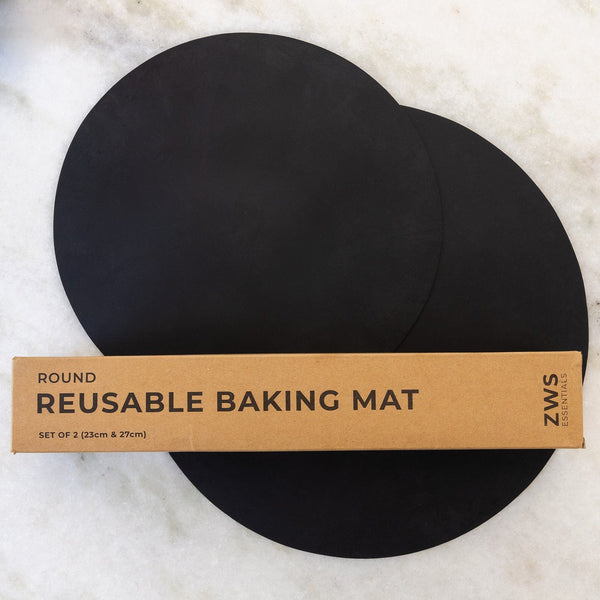 ROUND
REUSABLE BAKING MAT
SET OF 2 (23cm & 27cm)
ZWS
ESSENTIALS